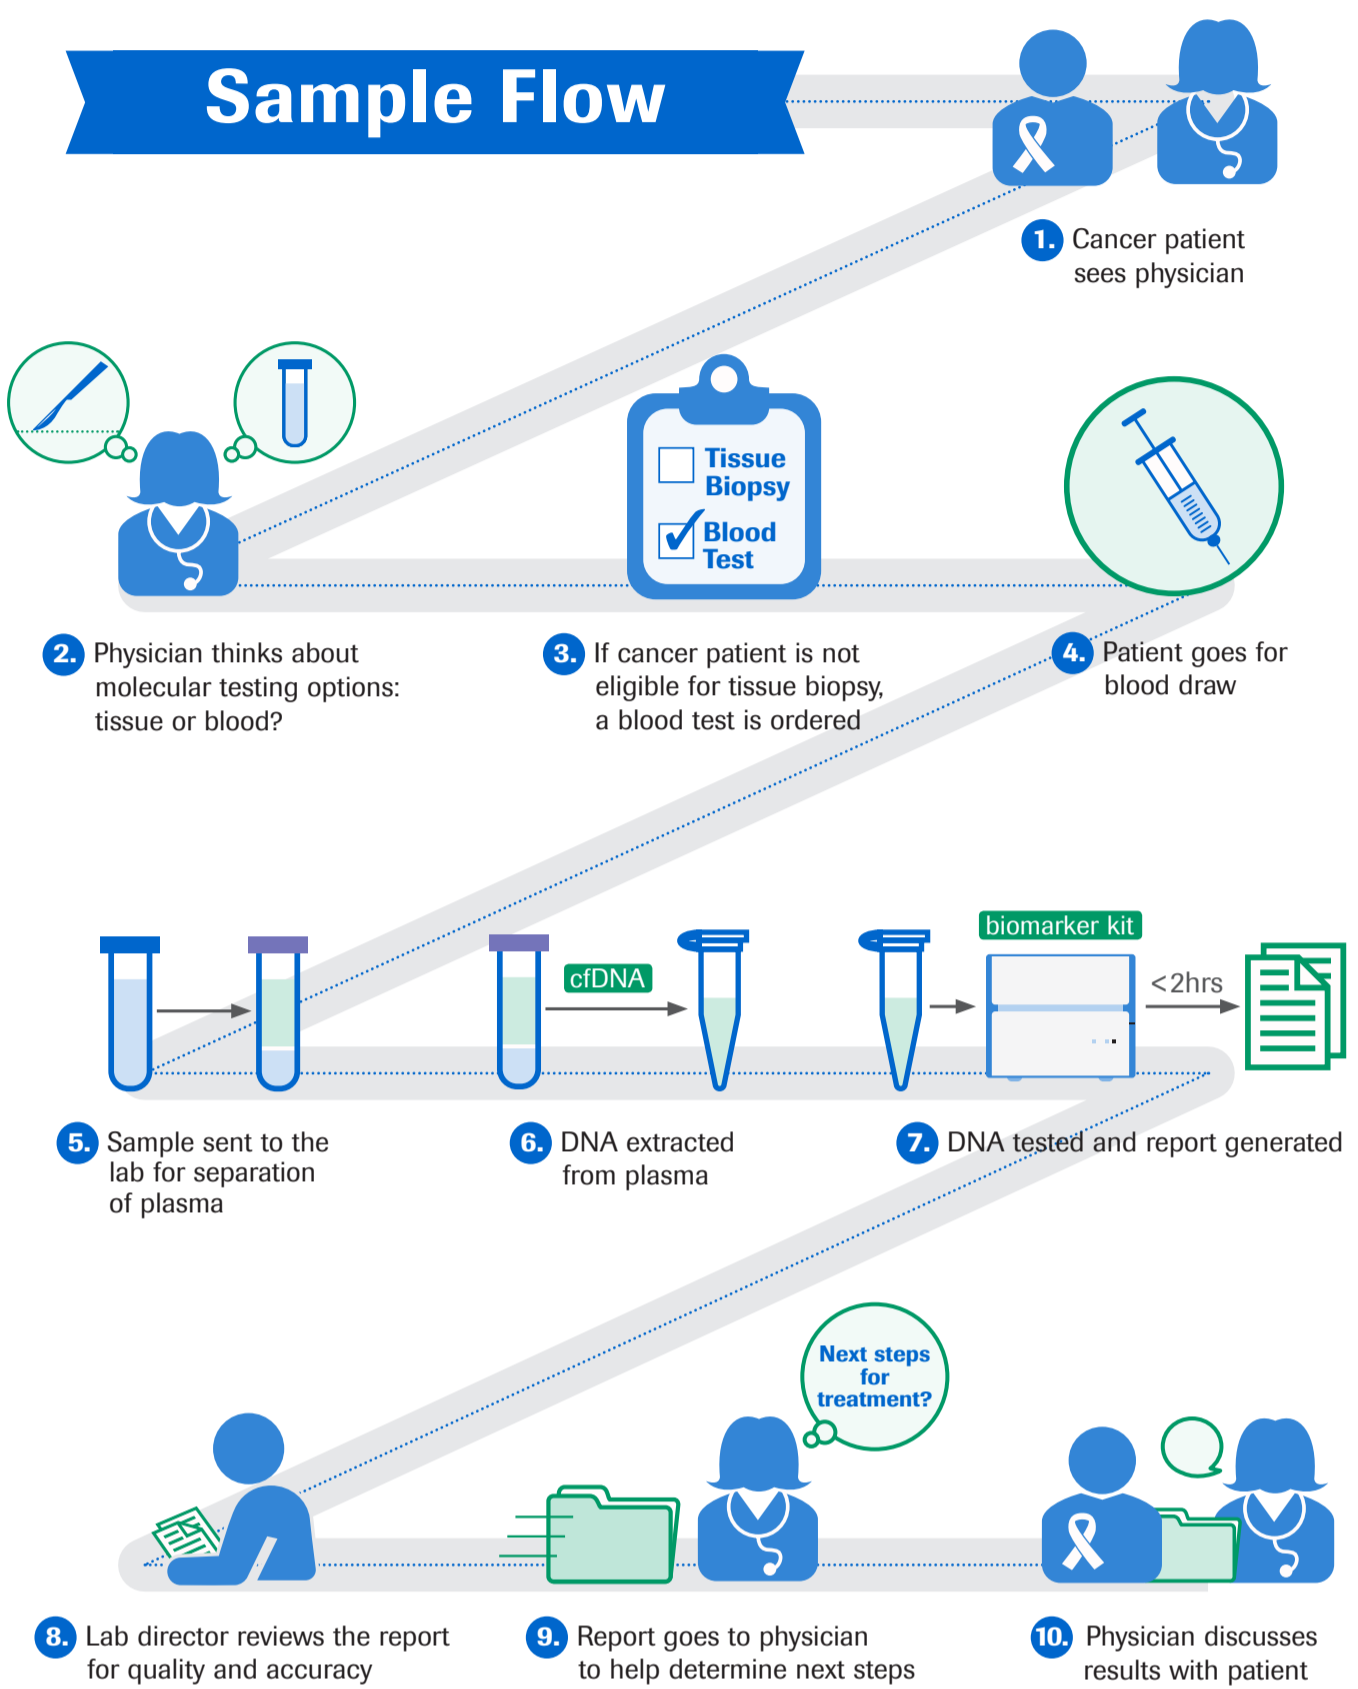 Sample Flow
1. Cancer patient
sees physician
Tissue
Biopsy
Blood
Test
2. Physician thinks about
molecular testing options:
tissue or blood?
3. If cancer patient is not
eligible for tissue biopsy,
a blood test is ordered
4. Patient goes for
blood draw
cfDNA
biomarker kit
<2hrs
5. Sample sent to the
lab for separation
of plasma
6. DNA extracted
from plasma
7. DNA tested and report generated
Next steps
for
treatment?
8. Lab director reviews the report
for quality and accuracy
9. Report goes to physician
to help determine next steps
10. Physician discusses
results with patient